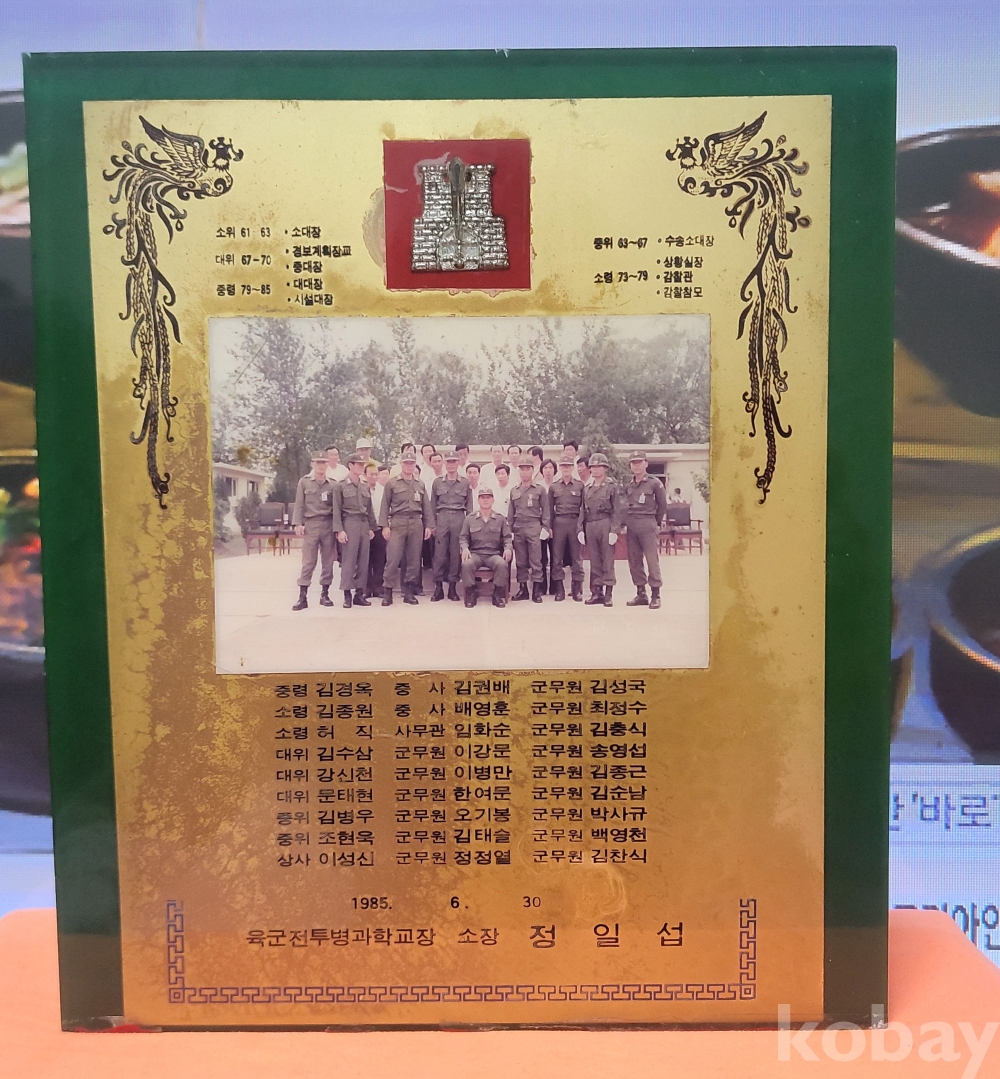 소위 61 63 • 소대장
• 경보계획장교
대위 67-70
• 중대장
중령 79~85 • 대대장
• 시설대장
중위 63~67 • 수송소대장
• 상황실장
소령 73~79 • 감찰관
• 감찰참모
중령 김경옥 중 사 김권배 군무원 김성국
소령 김종원 중 사 배영훈 군무원 최정수
소령 허 직 사무관 임화순 군무원 김충식
대위 김수삼 군무원 이강문 군무원 송영섭
대위 강신천 군무원 이병만 군무원 김종근
대위 문태현 군무원 한여문 군무원 김순남
중위 김병우 군무원 오기봉 군무원 박사규
중위 조현욱 군무원 김태슬 군무원 백영천
상사 이성신 군무원 정정열 군무원 김찬식
1985. 6. 30
육군전투병과학교장 소장 정 일 섭
'바로'
kobay